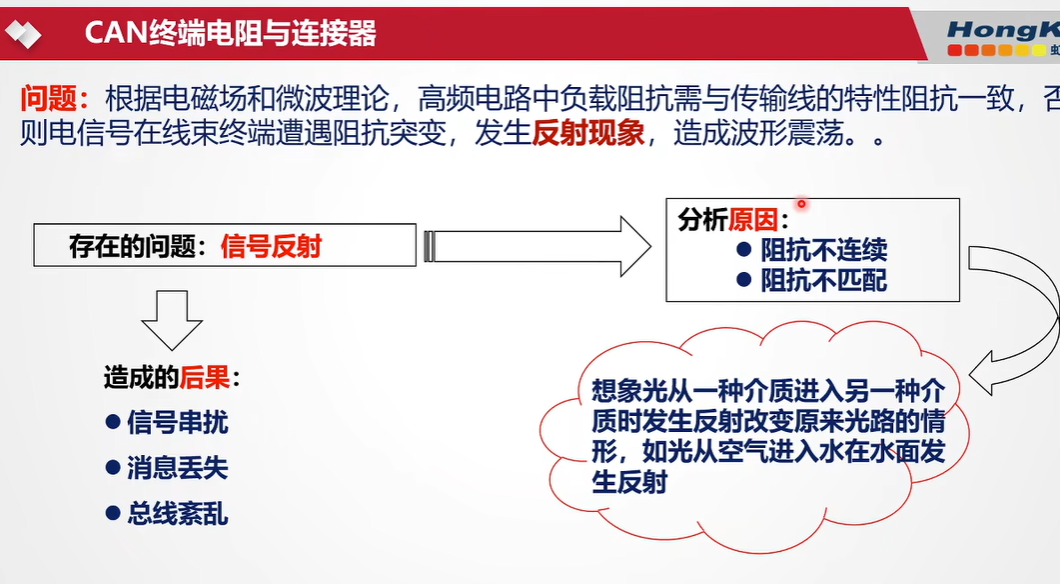 CAN终端电阻与连接器
HongK
虹
问题：根据电磁场和微波理论，高频电路中负载阻抗需与传输线的特性阻抗一致，否
则电信号在线束终端遭遇阻抗突变，发生反射现象，造成波形震荡。。
存在的问题：信号反射
分析原因：
● 阻抗不连续
● 阻抗不匹配
造成的后果：
● 信号串扰
● 消息丢失
● 总线紊乱
想象光从一种介质进入另一种介
质时发生反射改变原来光路的情
形，如光从空气进入水在水面发
生反射